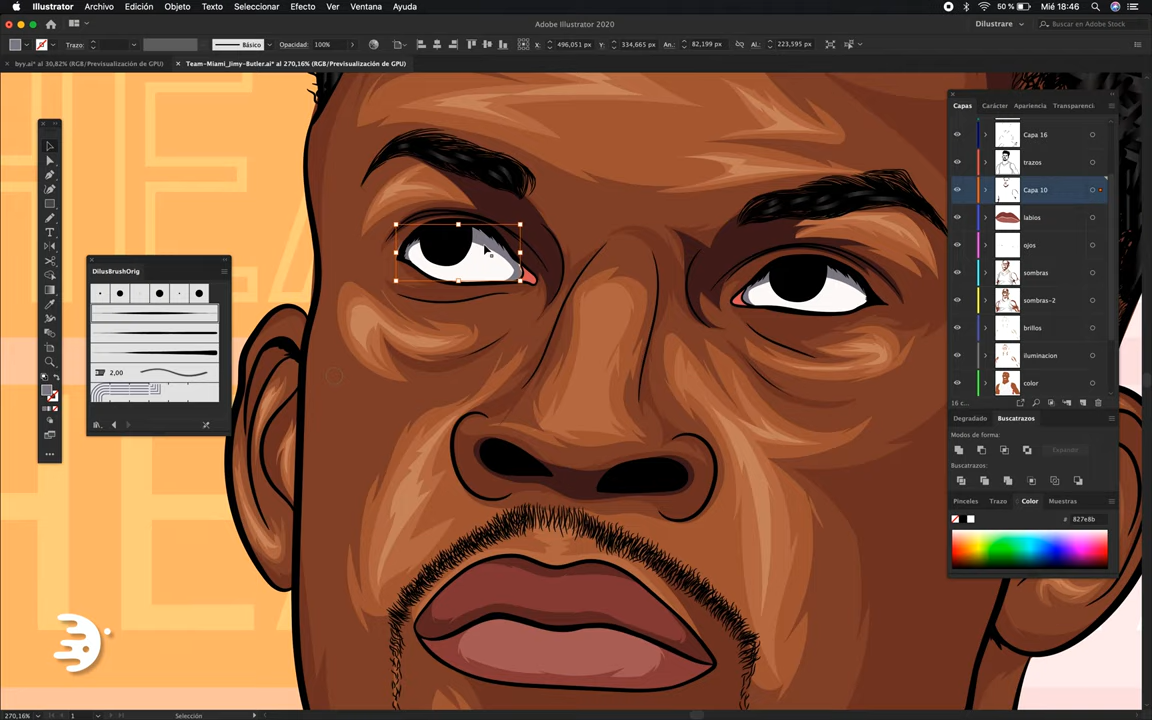 Illustrator Archivo Edición Objeto Texto Seleccionar Efecto Ver Ventana Ayuda
50 % Mié 18:46
Adobe Illustrator 2020
Dilustrare
Buscar en Adobe Stock
Trazo: Básico Opacidad: 100% X: 496,051 px Y: 334,665 px An.: 82,199 px Al.: 223,595 px
byy.ai* al 30,82% (RGB/Previsualización de GPU)
Team-Miami_Jimy-Butler.ai* al 270,16% (RGB/Previsualización de GPU)
Capas Carácter Apariencia Transparenci
Capa 16
trazos
Capa 10
labios
ojos
sombras
sombras-2
brillos
iluminacion
color
16 c...
Degradado Buscatrazos
Modos de forma:
Expandir
Buscatrazos:
Pinceles Trazo Color Muestras
# 827e8b
DilusBrushOrig
2,00
270,16% 1 Selección